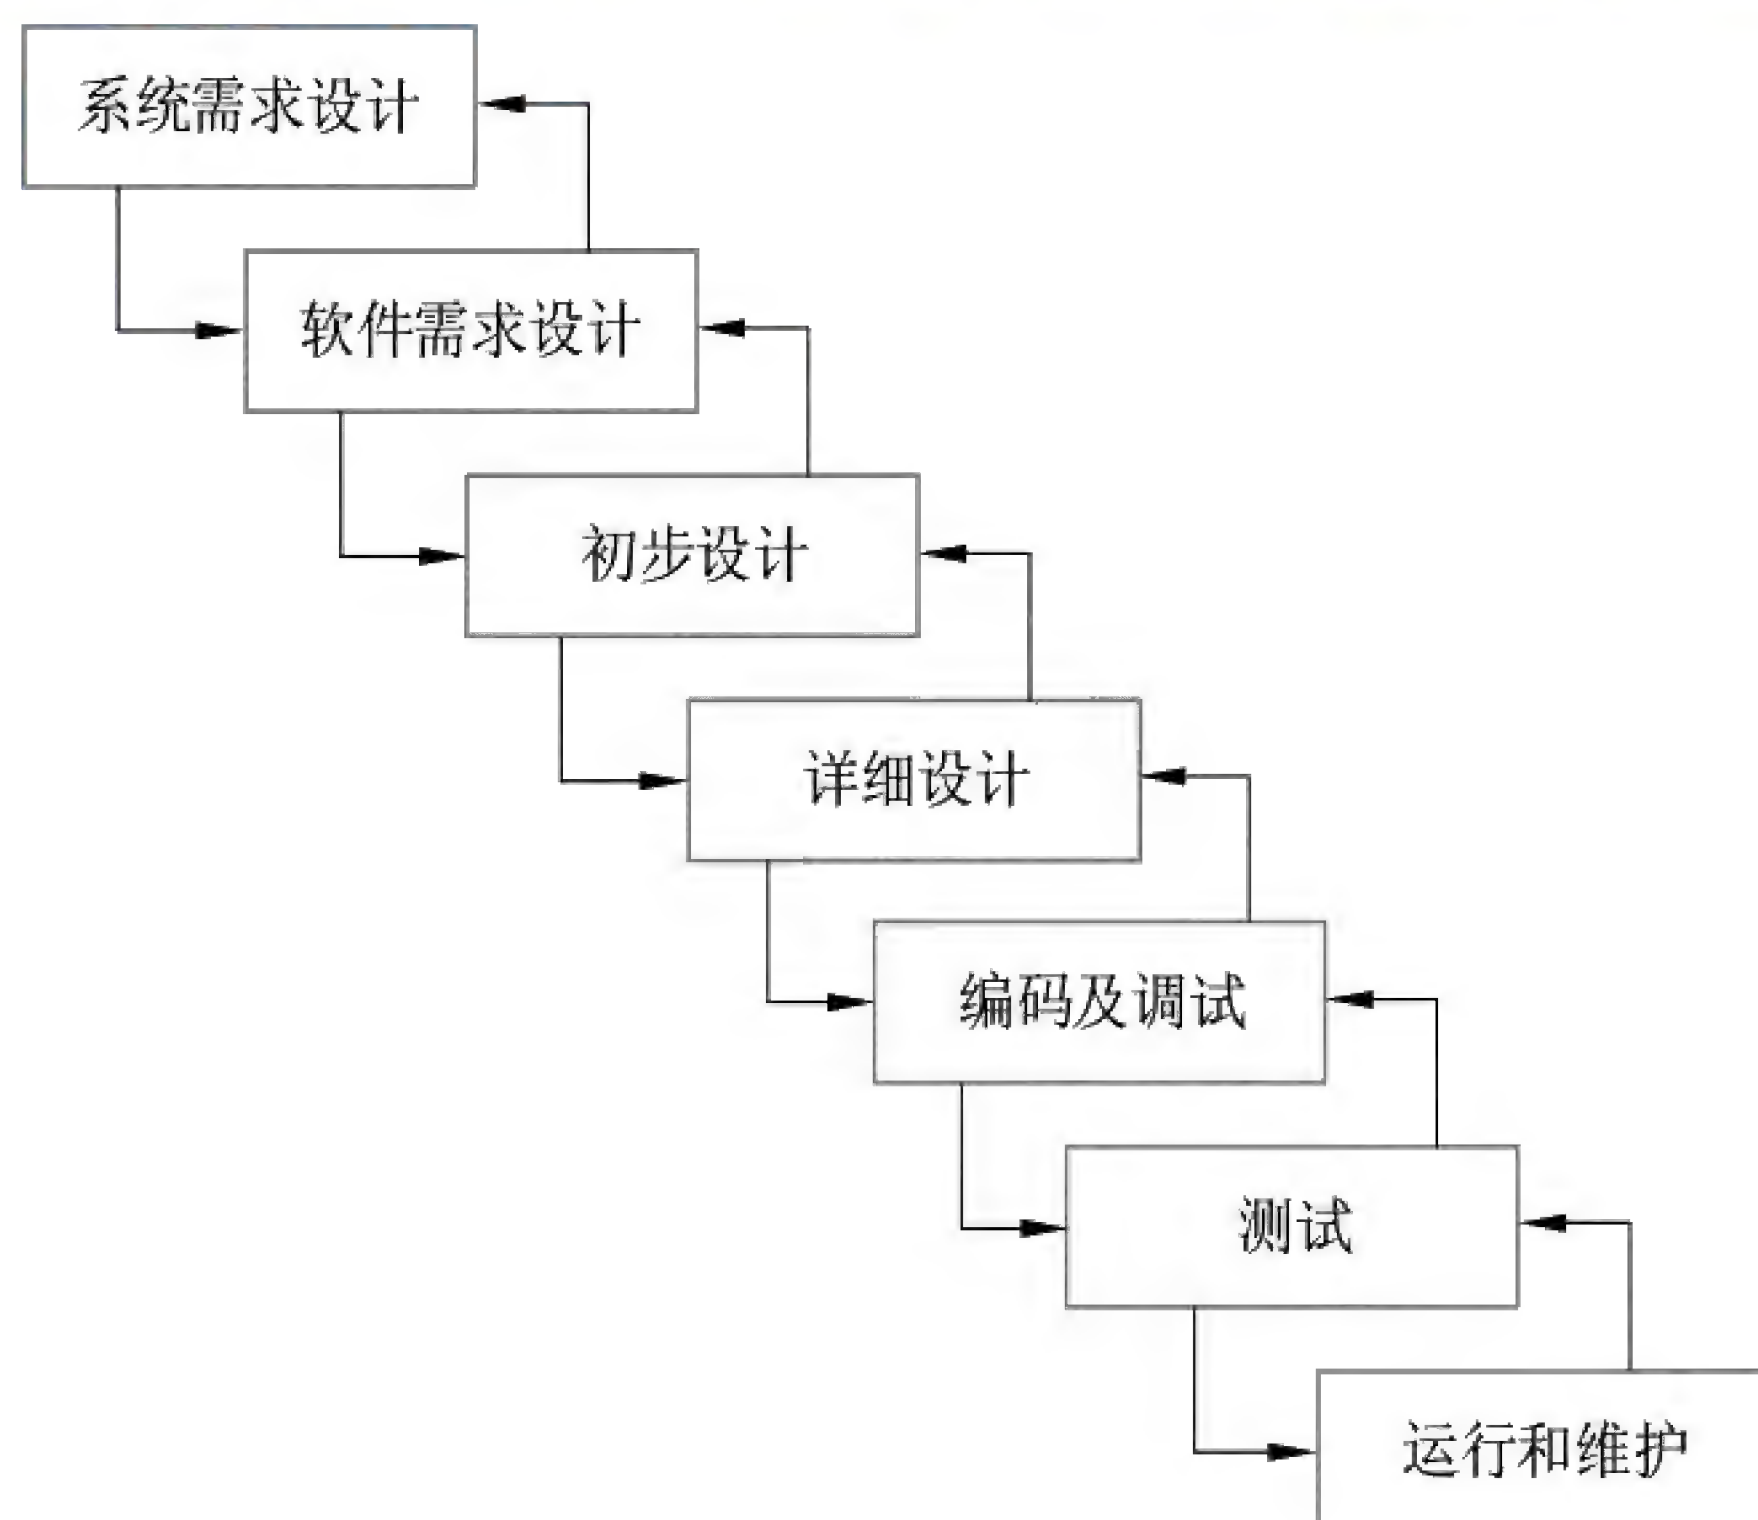 系统需求设计
软件需求设计
初步设计
详细设计
编码及调试
测试
运行和维护